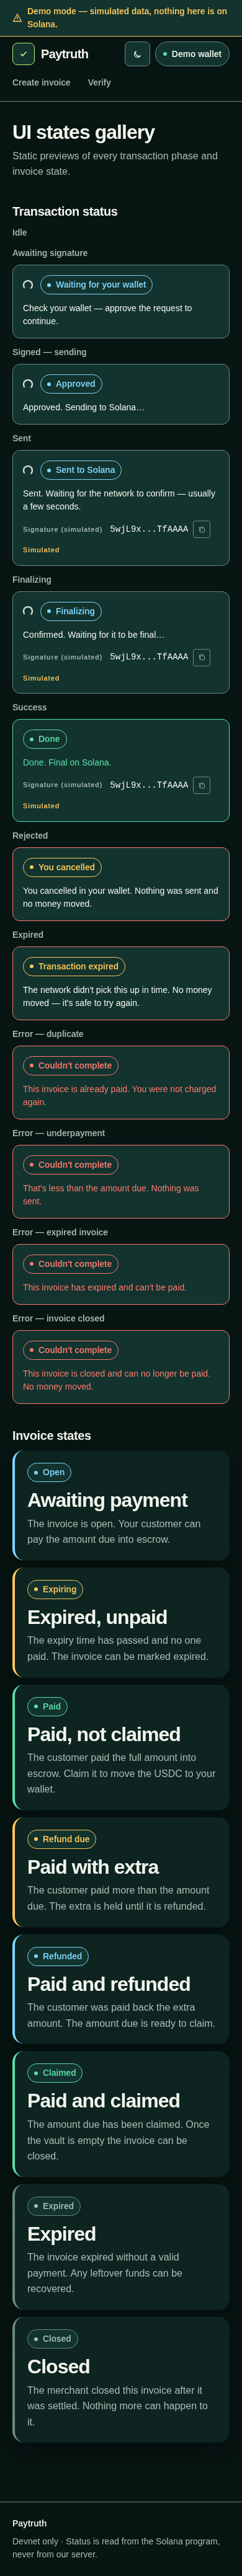 Demo mode — simulated data, nothing here is on
Solana.
Paytruth
Demo wallet
Create invoice Verify
UI states gallery
Static previews of every transaction phase and
invoice state.
Transaction status
Idle
Awaiting signature
Waiting for your wallet
Check your wallet — approve the request to
continue.
Signed — sending
Approved
Approved. Sending to Solana…
Sent
Sent to Solana
Sent. Waiting for the network to confirm — usually
a few seconds.
Signature (simulated) 5wjL9x...TfAAAA
Simulated
Finalizing
Finalizing
Confirmed. Waiting for it to be final…
Signature (simulated) 5wjL9x...TfAAAA
Simulated
Success
Done
Done. Final on Solana.
Signature (simulated) 5wjL9x...TfAAAA
Simulated
Rejected
You cancelled
You cancelled in your wallet. Nothing was sent and
no money moved.
Expired
Transaction expired
The network didn't pick this up in time. No money
moved — it's safe to try again.
Error — duplicate
Couldn't complete
This invoice is already paid. You were not charged
again.
Error — underpayment
Couldn't complete
That's less than the amount due. Nothing was
sent.
Error — expired invoice
Couldn't complete
This invoice has expired and can't be paid.
Error — invoice closed
Couldn't complete
This invoice is closed and can no longer be paid.
No money moved.
Invoice states
Open
Awaiting payment
The invoice is open. Your customer can
pay the amount due into escrow.
Expiring
Expired, unpaid
The expiry time has passed and no one
paid. The invoice can be marked expired.
Paid
Paid, not claimed
The customer paid the full amount into
escrow. Claim it to move the USDC to your
wallet.
Refund due
Paid with extra
The customer paid more than the amount
due. The extra is held until it is refunded.
Refunded
Paid and refunded
The customer was paid back the extra
amount. The amount due is ready to claim.
Claimed
Paid and claimed
The amount due has been claimed. Once
the vault is empty the invoice can be
closed.
Expired
Expired
The invoice expired without a valid
payment. Any leftover funds can be
recovered.
Closed
Closed
The merchant closed this invoice after it
was settled. Nothing more can happen to
it.
Paytruth
Devnet only · Status is read from the Solana program,
never from our server.